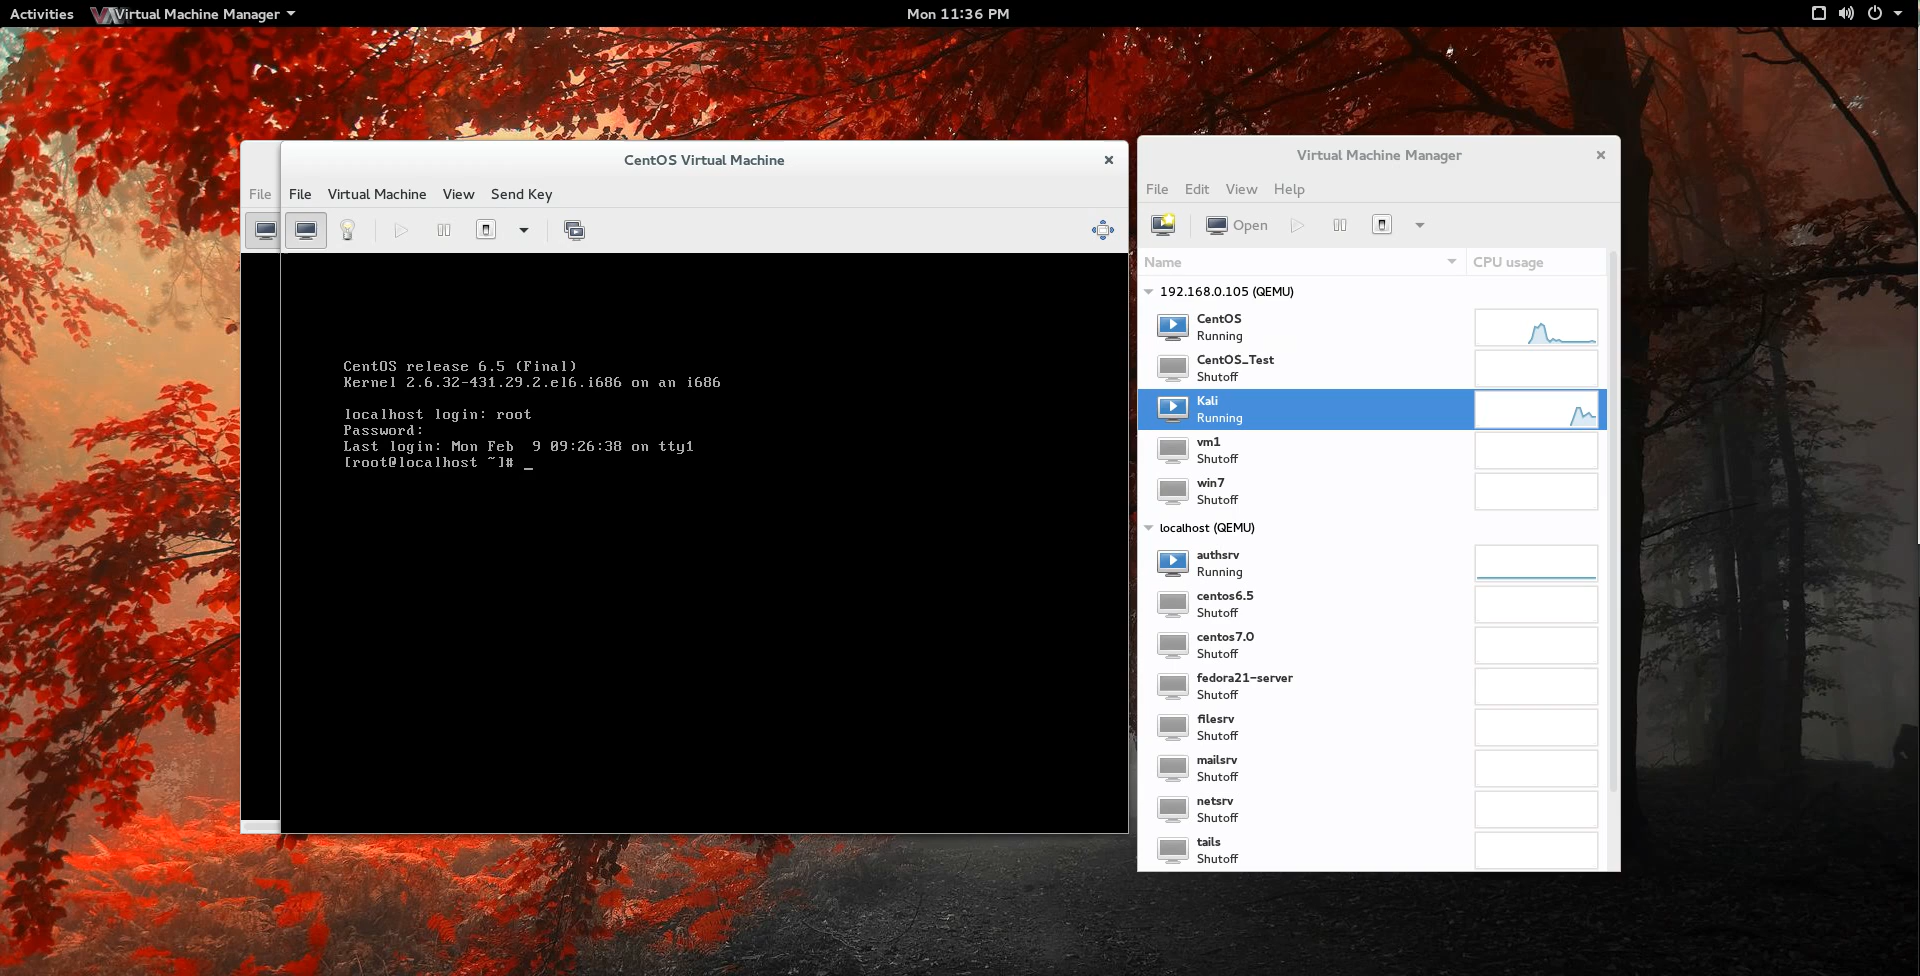 Activities Virtual Machine Manager Mon 11:36 PM
File
CentOS Virtual Machine
File Virtual Machine View Send Key
CentOS release 6.5 (Final)
Kernel 2.6.32-431.29.2.el6.i686 on an i686
localhost login: root
Password:
Last login: Mon Feb  9 09:26:38 on tty1
[root@localhost ~]# _
Virtual Machine Manager
File Edit View Help
Open
Name CPU usage
192.168.0.105 (QEMU)
CentOS
Running
CentOS_Test
Shutoff
Kali
Running
vm1
Shutoff
win7
Shutoff
localhost (QEMU)
authsrv
Running
centos6.5
Shutoff
centos7.0
Shutoff
fedora21-server
Shutoff
filesrv
Shutoff
mailsrv
Shutoff
netsrv
Shutoff
tails
Shutoff